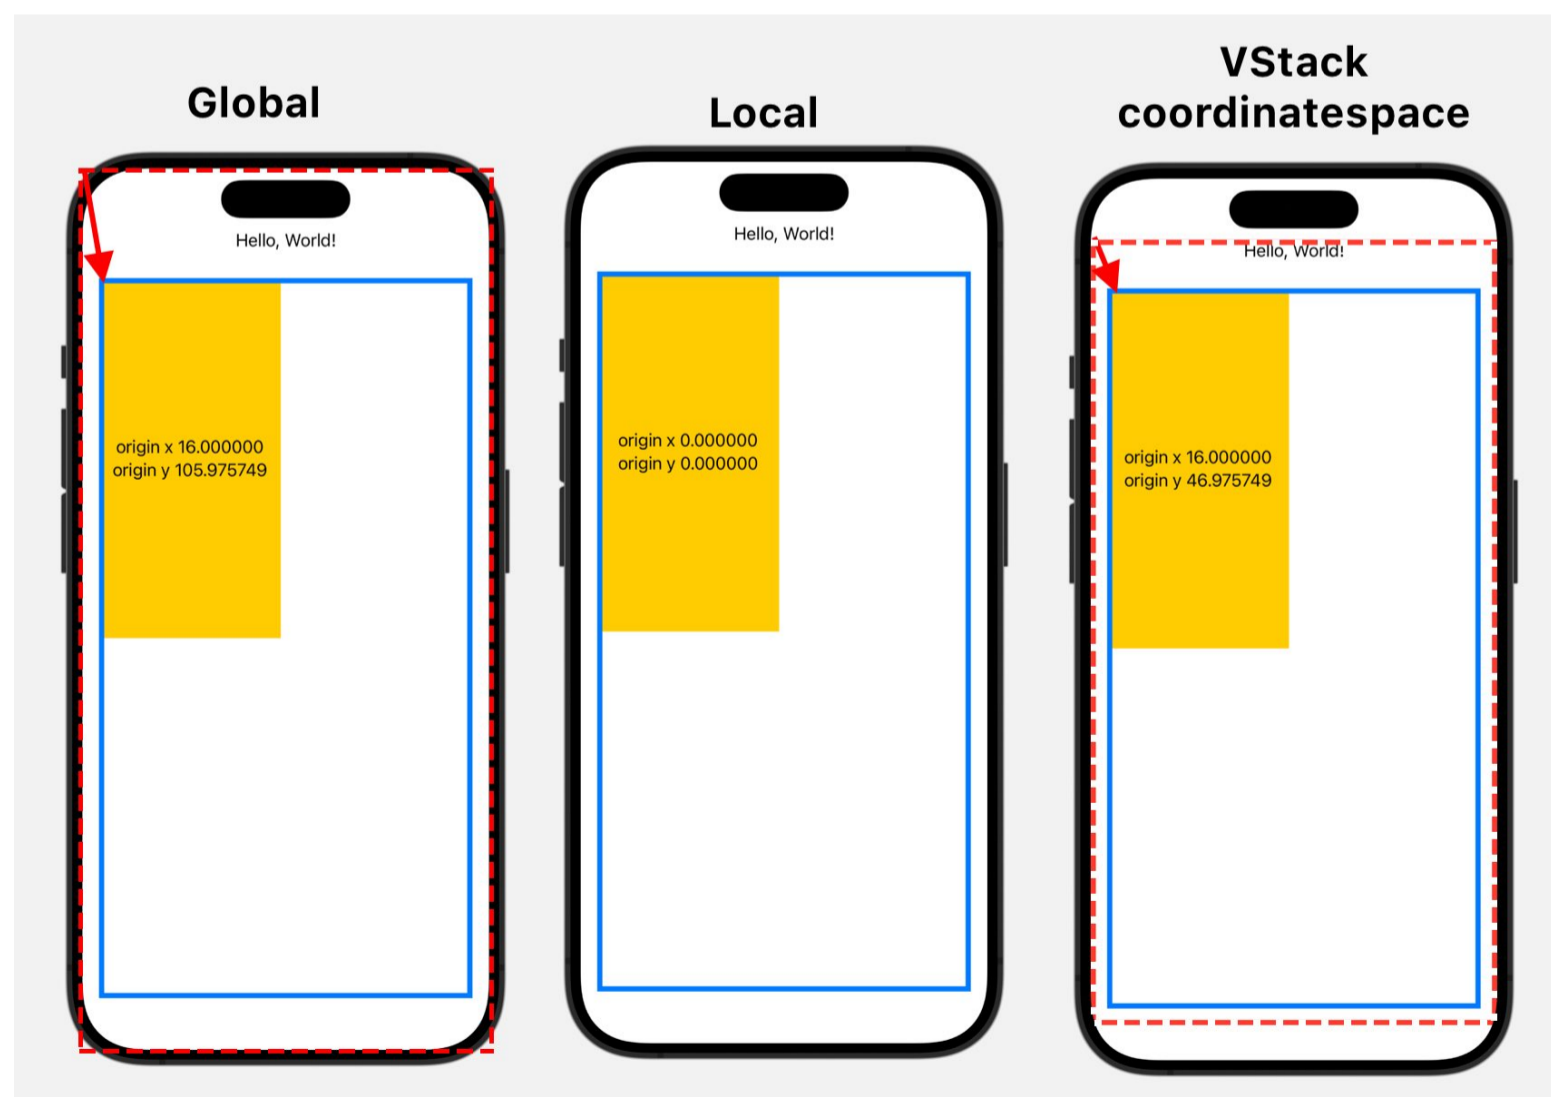 Global
Hello, World!
origin x 16.000000
origin y 105.975749
Local
Hello, World!
origin x 0.000000
origin y 0.000000
VStack
coordinatespace
Hello, World!
origin x 16.000000
origin y 46.975749